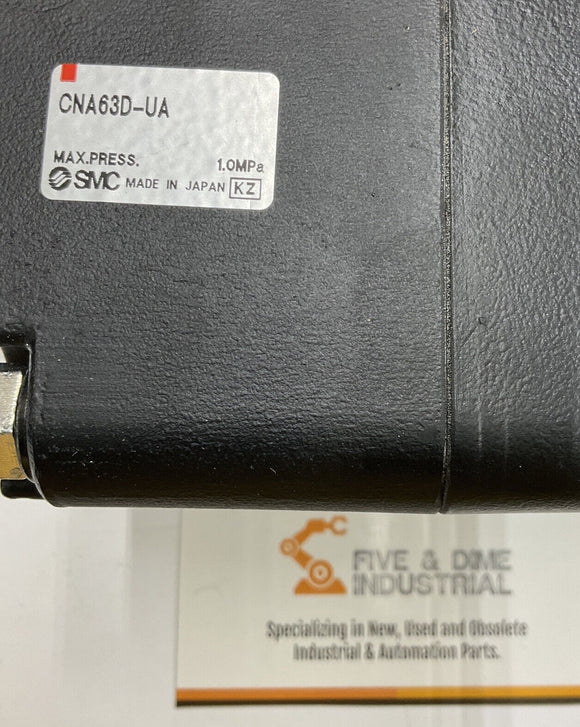 CNA63D-UA
MAX.PRESS. 1.0MPa
SMC MADE IN JAPAN KZ
FIVE & DIME
INDUSTRIAL
Specializing in New, Used and Obsolete
Industrial & Automation Parts.